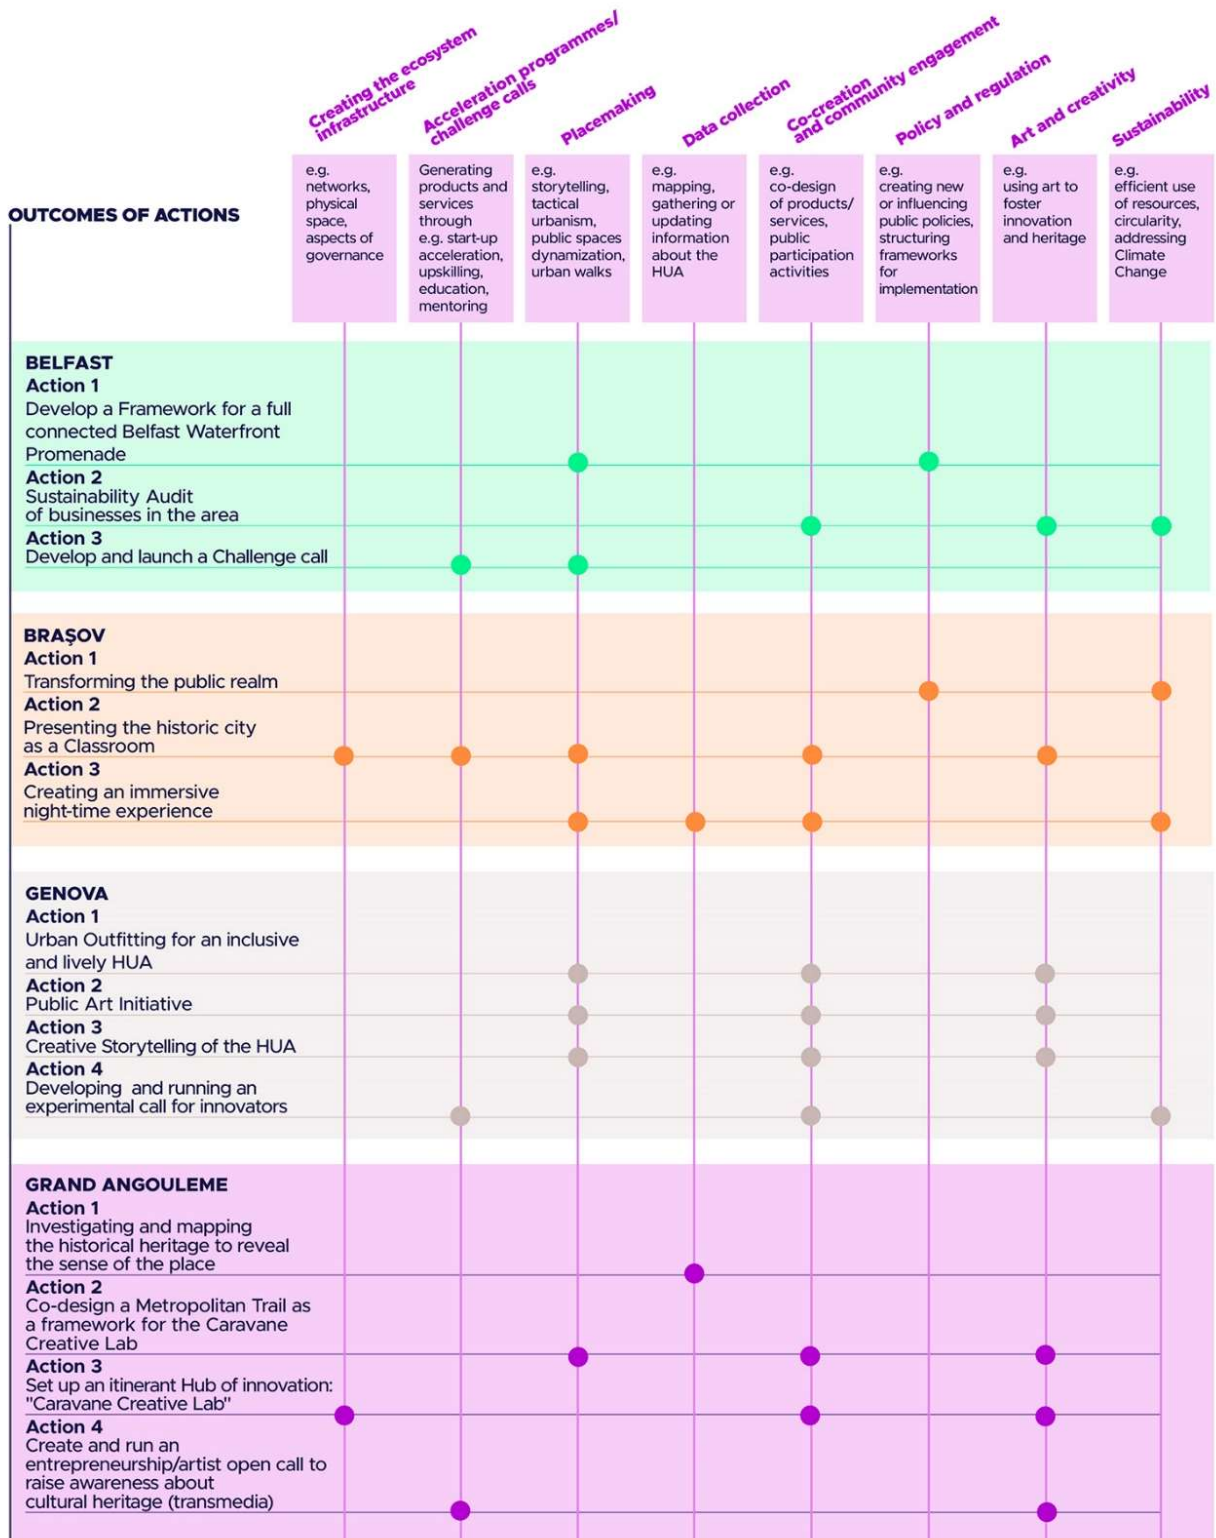 Creating the ecosystem
infrastructure
Acceleration programmes/
challenge calls
Placemaking
Data collection
Co-creation
and community engagement
Policy and regulation
Art and creativity
Sustainability
OUTCOMES OF ACTIONS
e.g.
networks,
physical
space,
aspects of
governance
Generating
products and
services
through
e.g. start-up
acceleration,
upskilling,
education,
mentoring
e.g.
storytelling,
tactical
urbanism,
public spaces
dynamization,
urban walks
e.g.
mapping,
gathering or
updating
information
about the
HUA
e.g.
co-design
of products/
services,
public
participation
activities
e.g.
creating new
or influencing
public policies,
structuring
frameworks
for
implementation
e.g.
using art to
foster
innovation
and heritage
e.g.
efficient use
of resources,
circularity,
addressing
Climate
Change
BELFAST
Action 1
Develop a Framework for a full
connected Belfast Waterfront
Promenade
Action 2
Sustainability Audit
of businesses in the area
Action 3
Develop and launch a Challenge call
BRAŞOV
Action 1
Transforming the public realm
Action 2
Presenting the historic city
as a Classroom
Action 3
Creating an immersive
night-time experience
GENOVA
Action 1
Urban Outfitting for an inclusive
and lively HUA
Action 2
Public Art Initiative
Action 3
Creative Storytelling of the HUA
Action 4
Developing and running an
experimental call for innovators
GRAND ANGOULEME
Action 1
Investigating and mapping
the historical heritage to reveal
the sense of the place
Action 2
Co-design a Metropolitan Trail as
a framework for the Caravane
Creative Lab
Action 3
Set up an itinerant Hub of innovation:
"Caravane Creative Lab"
Action 4
Create and run an
entrepreneurship/artist open call to
raise awareness about
cultural heritage (transmedia)